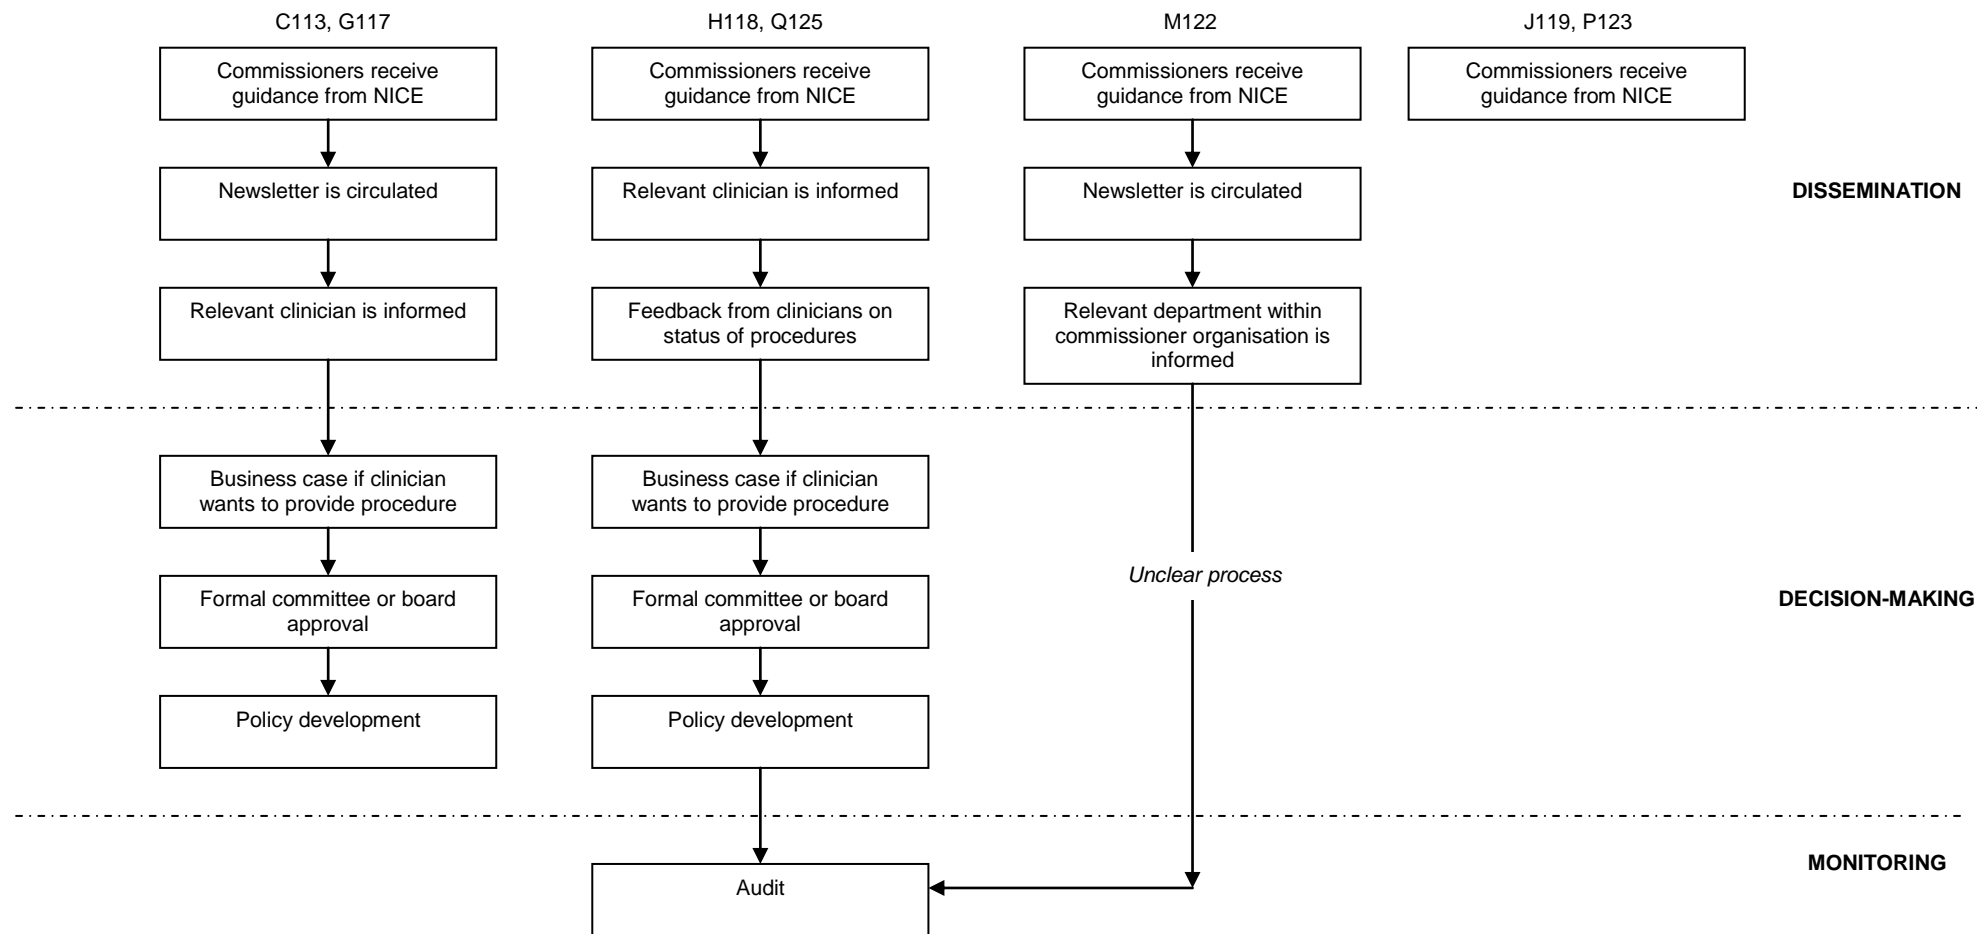 C113, G117
H118, Q125
M122
J119, P123
Commissioners receive
guidance from NICE
Commissioners receive
guidance from NICE
Commissioners receive
guidance from NICE
Commissioners receive
guidance from NICE
Newsletter is circulated
Relevant clinician is informed
Newsletter is circulated
DISSEMINATION
Relevant clinician is informed
Feedback from clinicians on
status of procedures
Relevant department within
commissioner organisation is
informed
Business case if clinician
wants to provide procedure
Business case if clinician
wants to provide procedure
Unclear process
Formal committee or board
approval
Formal committee or board
approval
DECISION-MAKING
Policy development
Policy development
MONITORING
Audit